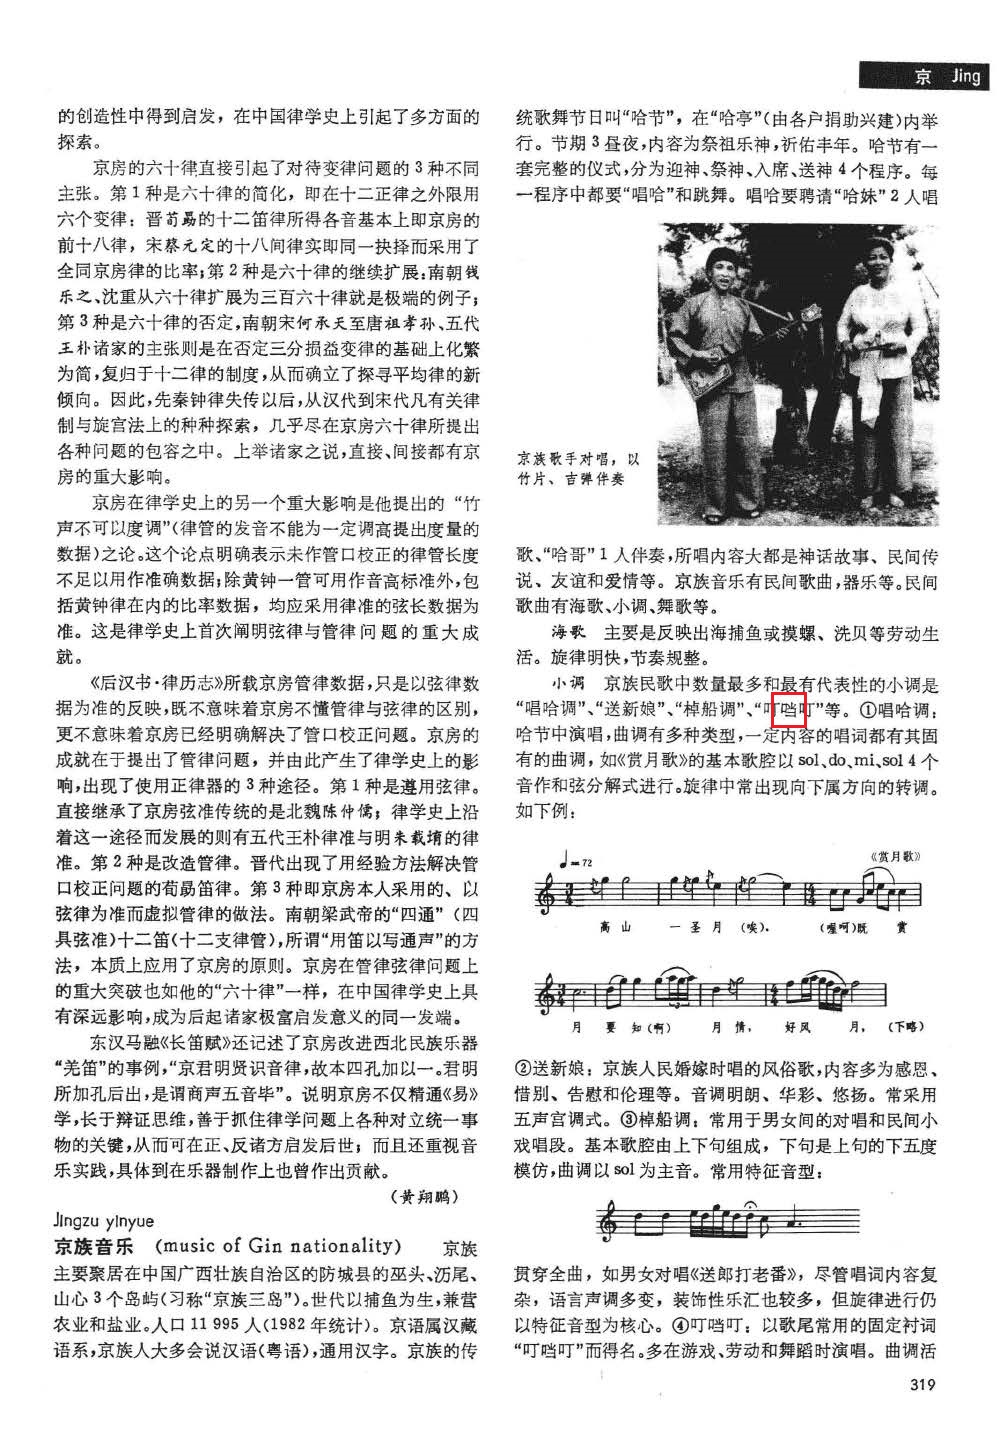 京 Jing
的创造性中得到启发，在中国律学史上引起了多方面的
探索。
京房的六十律直接引起了对待变律问题的3种不同
主张。第1种是六十律的简化，即在十二正律之外限用
六个变律：晋荀勗的十二笛律所得各音基本上即京房的
前十八律，宋蔡元定的十八间律实即同一抉择而采用了
全同京房律的比率；第2种是六十律的继续扩展：南朝钱
乐之、沈重从六十律扩展为三百六十律就是极端的例子；
第3种是六十律的否定，南朝宋何承天至唐祖孝孙、五代
王朴诸家的主张则是在否定三分损益变律的基础上化繁
为简，复归于十二律的制度，从而确立了探寻平均律的新
倾向。因此，先秦钟律失传以后，从汉代到宋代凡有关律
制与旋宫法上的种种探索，几乎尽在京房六十律所提出
各种问题的包容之中。上举诸家之说，直接、间接都有京
房的重大影响。
京房在律学史上的另一个重大影响是他提出的“竹
声不可以度调”（律管的发音不能为一定调高提出度量的
数据）之论。这个论点明确表示未作管口校正的律管长度
不足以用作准确数据；除黄钟一管可用作音高标准外，包
括黄钟律在内的比率数据，均应采用律准的弦长数据为
准。这是律学史上首次阐明弦律与管律问题的重大成
就。
《后汉书·律历志》所载京房管律数据，只是以弦律数
据为准的反映，既不意味着京房不懂管律与弦律的区别，
更不意味着京房已经明确解决了管口校正问题。京房的
成就在于提出了管律问题，并由此产生了律学史上的影
响，出现了使用正律器的3种途径。第1种是遵用弦律。
直接继承了京房弦准传统的是北魏陈仲儒；律学史上沿
着这一途径而发展的则有五代王朴律准与明朱载堉的律
准。第2种是改造管律。晋代出现了用经验方法解决管
口校正问题的荀勗笛律。第3种即京房本人采用的、以
弦律为准而虚拟管律的做法。南朝梁武帝的“四通”（四
具弦准）十二笛（十二支律管），所谓“用笛以写通声”的方
法，本质上应用了京房的原则。京房在管律弦律问题上
的重大突破也如他的“六十律”一样，在中国律学史上具
有深远影响，成为后起诸家极富启发意义的同一发端。
东汉马融《长笛赋》还记述了京房改进西北民族乐器
“羌笛”的事例，“京君明贤识音律，故本四孔加以一。君明
所加孔后出，是谓商声五音毕”。说明京房不仅精通《易》
学，长于辩证思维，善于抓住律学问题上各种对立统一事
物的关键，从而可在正、反诸方启发后世；而且还重视音
乐实践，具体到在乐器制作上也曾作出贡献。
（黄翔鹏）
Jingzu yinyue
京族音乐 (music of Gin nationality) 京族
主要聚居在中国广西壮族自治区的防城县的巫头、沥尾、
山心3个岛屿（习称“京族三岛”）。世代以捕鱼为生，兼营
农业和盐业。人口11 995人（1982年统计）。京语属汉藏
语系，京族人大多会说汉语（粤语），通用汉字。京族的传
统歌舞节日叫“哈节”，在“哈亭”（由各户捐助兴建）内举
行。节期3昼夜，内容为祭祖乐神，祈佑丰年。哈节有一
套完整的仪式，分为迎神、祭神、入席、送神4个程序。每
一程序中都要“唱哈”和跳舞。唱哈要聘请“哈妹”2人唱
京族歌手对唱，以
竹片、吉弹伴奏
歌、“哈哥”1人伴奏，所唱内容大都是神话故事、民间传
说、友谊和爱情等。京族音乐有民间歌曲，器乐等。民间
歌曲有海歌、小调、舞歌等。
海歌 主要是反映出海捕鱼或摸螺、洗贝等劳动生
活。旋律明快，节奏规整。
小调 京族民歌中数量最多和最有代表性的小调是
“唱哈调”、“送新娘”、“棹船调”、“叮噹叮”等。①唱哈调：
哈节中演唱，曲调有多种类型，一定内容的唱词都有其固
有的曲调，如《赏月歌》的基本歌腔以sol、do、mi、sol 4个
音作和弦分解式进行。旋律中常出现向下属方向的转调。
如下例：
♩=72 《赏月歌》
高 山 一 圣 月 （唉）， （喔呵）既 赏
月 要 知（啊） 月 情， 好 风 月， （下略）
②送新娘：京族人民婚嫁时唱的风俗歌，内容多为感恩、
惜别、告慰和伦理等。音调明朗、华彩、悠扬。常采用
五声宫调式。③棹船调：常用于男女间的对唱和民间小
戏唱段。基本歌腔由上下句组成，下句是上句的下五度
模仿，曲调以sol为主音。常用特征音型：
贯穿全曲，如男女对唱《送郎打老番》，尽管唱词内容复
杂，语言声调多变，装饰性乐汇也较多，但旋律进行仍
以特征音型为核心。④叮噹叮：以歌尾常用的固定衬词
“叮噹叮”而得名。多在游戏、劳动和舞蹈时演唱。曲调活
319